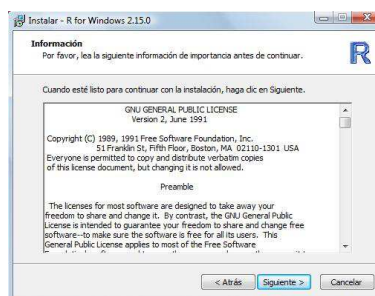 Instalar - R for Windows 2.15.0
Información
Por favor, lea la siguiente información de importancia antes de continuar.
R
Cuando esté listo para continuar con la instalación, haga clic en Siguiente.
GNU GENERAL PUBLIC LICENSE
Version 2, June 1991
Copyright (C) 1989, 1991 Free Software Foundation, Inc.
51 Franklin St, Fifth Floor, Boston, MA 02110-1301 USA
Everyone is permitted to copy and distribute verbatim copies
of this license document, but changing it is not allowed.
Preamble
The licenses for most software are designed to take away your
freedom to share and change it. By contrast, the GNU General Public
License is intended to guarantee your freedom to share and change free
software--to make sure the software is free for all its users. This
General Public License applies to most of the Free Software
< Atrás
Siguiente >
Cancelar